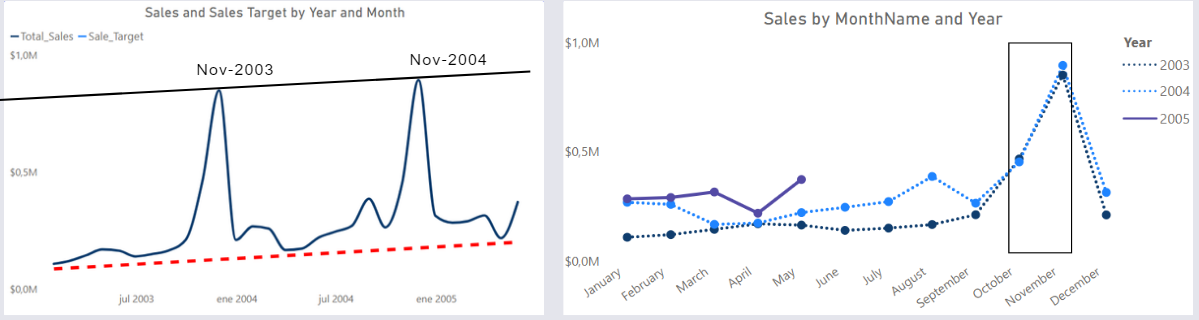 Sales and Sales Target by Year and Month
Total_Sales Sale_Target
$1,0M
Nov-2003
Nov-2004
$0,5M
$0,0M
jul 2003 ene 2004 jul 2004 ene 2005
Sales by MonthName and Year
$1,0M
$0,5M
$0,0M
January February March April May June July August September October November December
Year
2003
2004
2005